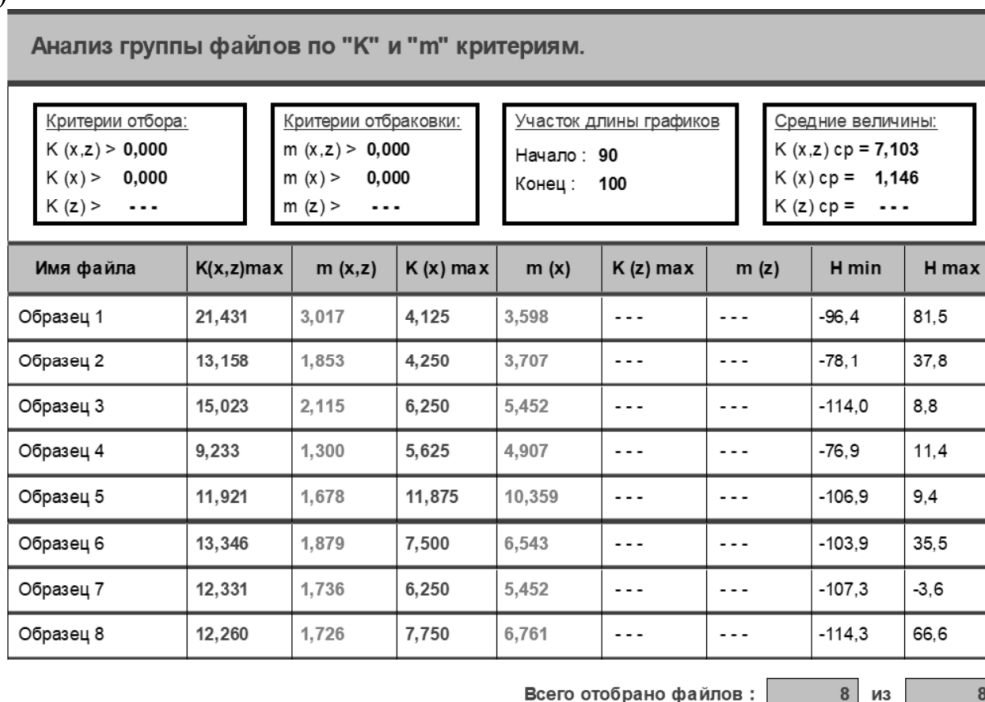 )
Анализ группы файлов по "K" и "m" критериям.
Критерии отбора: Критерии отбраковки: Участок длины графиков Средние величины:
K (x,z) > 0,000 m (x,z) > 0,000 Начало : 90 K (x,z) ср = 7,103
K (x) > 0,000 m (x) > 0,000 Конец : 100 K (x) ср = 1,146
K (z) > --- m (z) > --- K (z) ср = ---
Имя файла K(x,z)max m (x,z) K (x) max m (x) K (z) max m (z) H min H max
Образец 1 21,431 3,017 4,125 3,598 --- --- -96,4 81,5
Образец 2 13,158 1,853 4,250 3,707 --- --- -78,1 37,8
Образец 3 15,023 2,115 6,250 5,452 --- --- -114,0 8,8
Образец 4 9,233 1,300 5,625 4,907 --- --- -76,9 11,4
Образец 5 11,921 1,678 11,875 10,359 --- --- -106,9 9,4
Образец 6 13,346 1,879 7,500 6,543 --- --- -103,9 35,5
Образец 7 12,331 1,736 6,250 5,452 --- --- -107,3 -3,6
Образец 8 12,260 1,726 7,750 6,761 --- --- -114,3 66,6
Всего отобрано файлов : 8 из 8